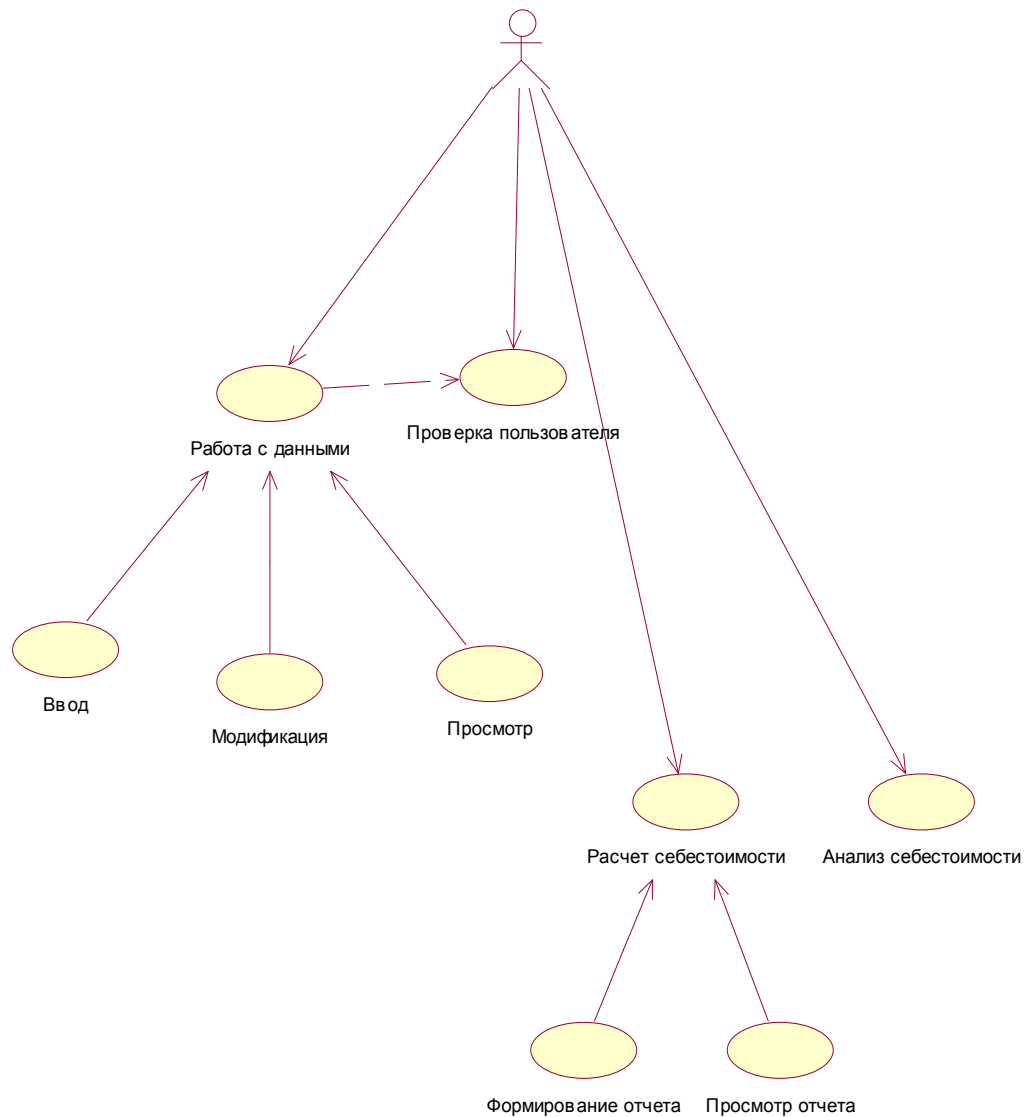 Проверка пользователя
Работа с данными
Ввод
Модификация
Просмотр
Расчет себестоимости
Анализ себестоимости
Формирование отчета
Просмотр отчета